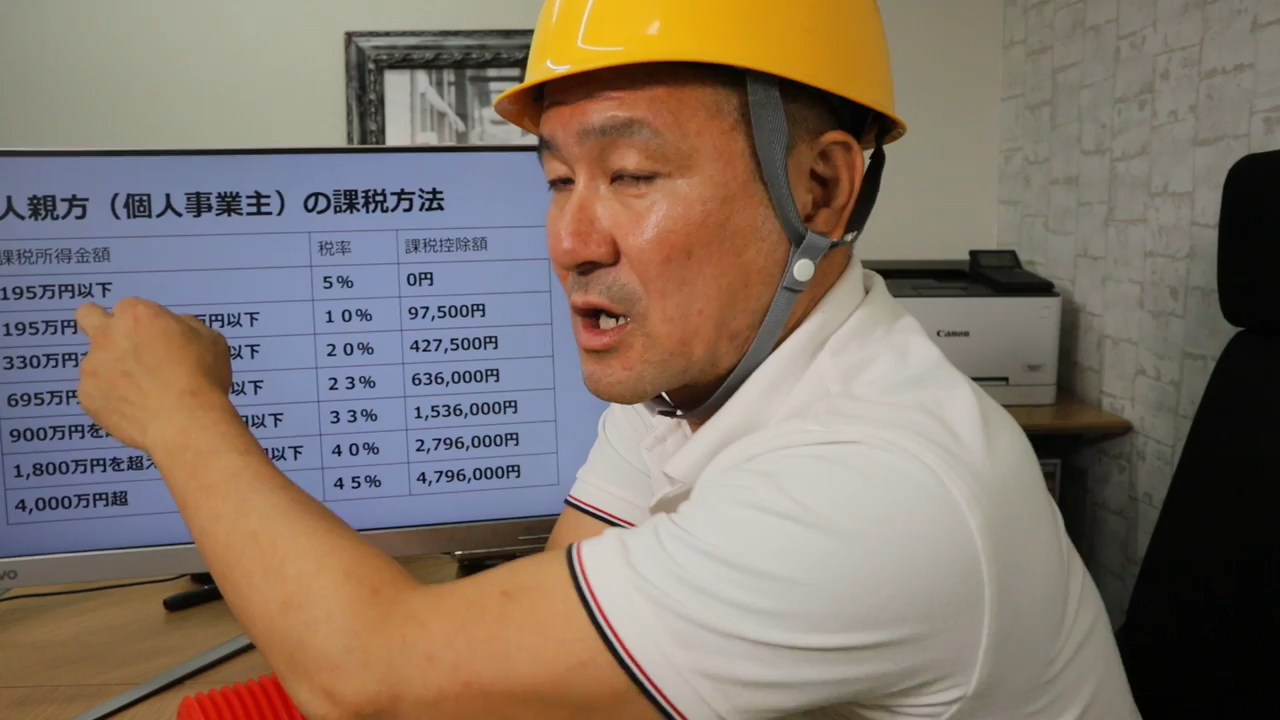 人親方（個人事業主）の課税方法
課税所得金額 税率 課税控除額
195万円以下 5% 0円
195万円 万円以下 10% 97,500円
330万円 以下 20% 427,500円
695万円 以下 23% 636,000円
900万円を 円以下 33% 1,536,000円
1,800万円を超え 円以下 40% 2,796,000円
4,000万円超 45% 4,796,000円
Canon